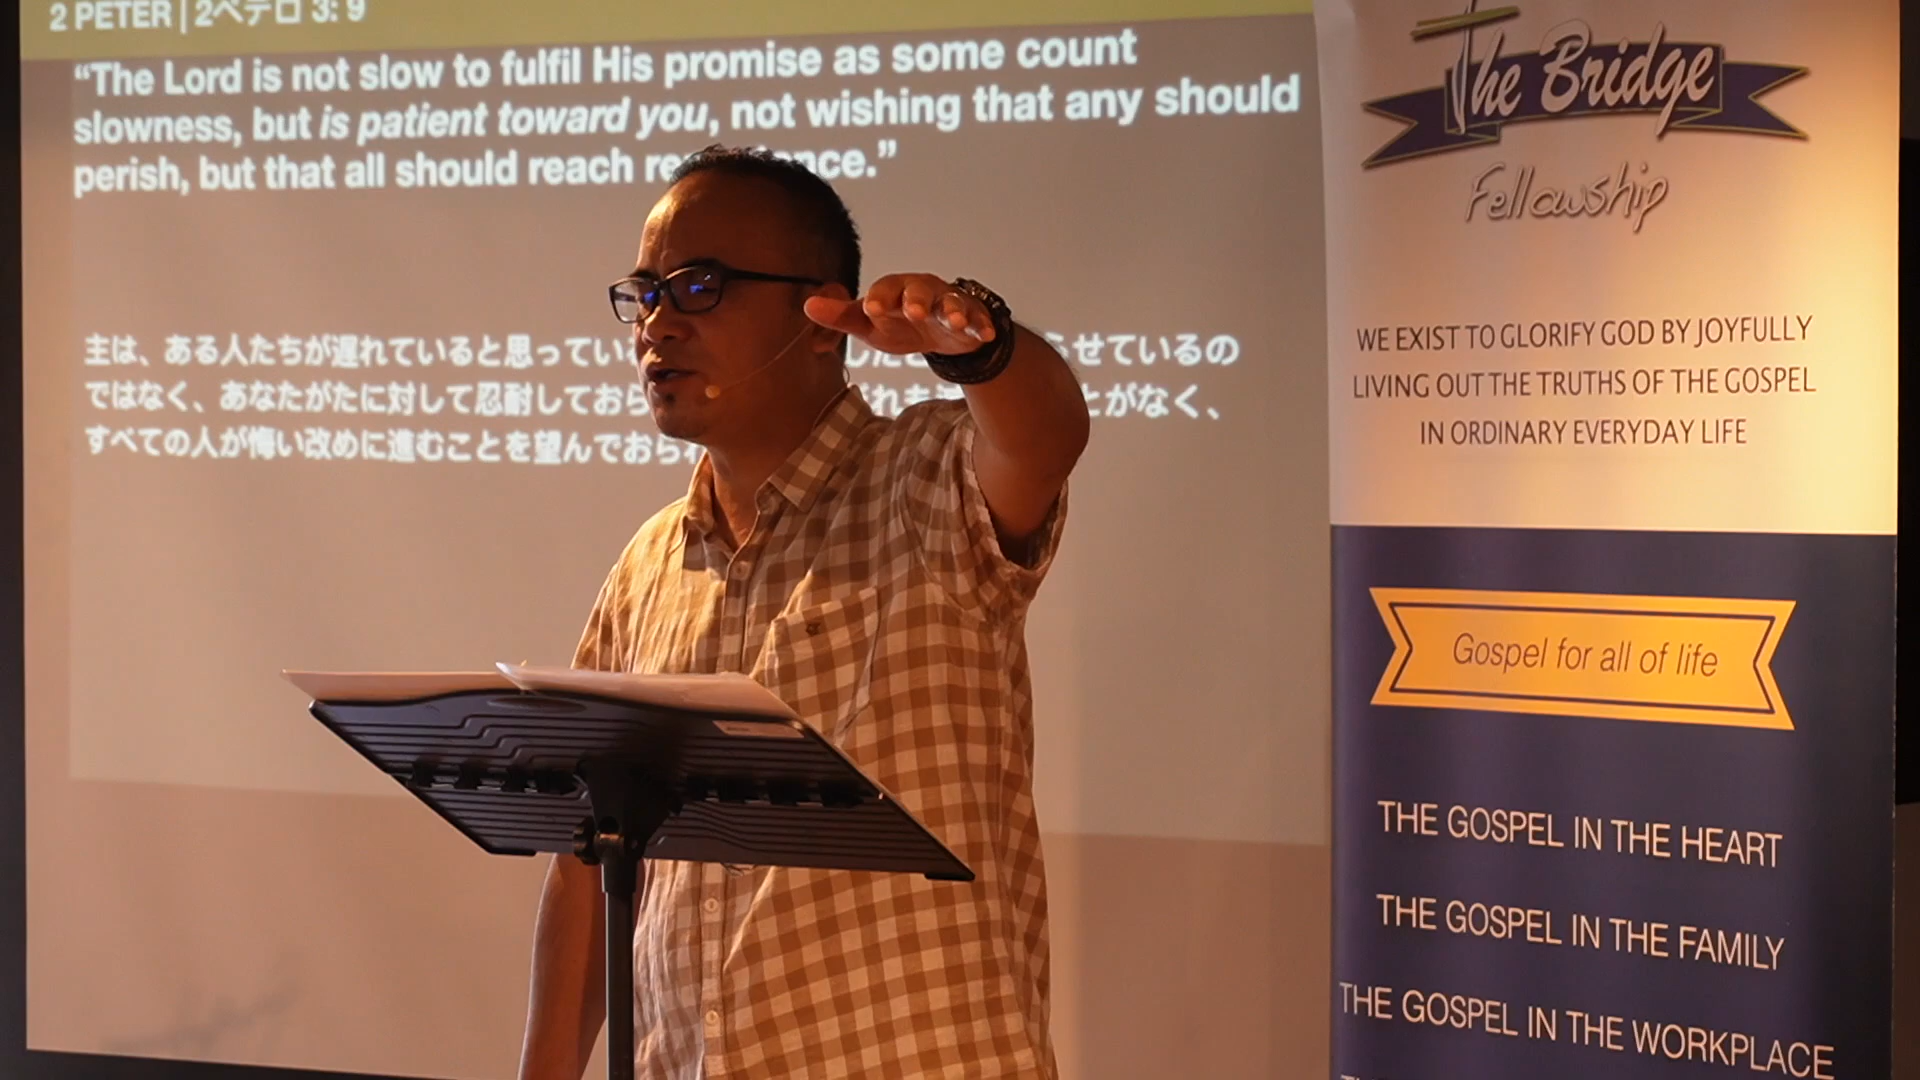 2 PETER | 2ペテロ 3: 9
“The Lord is not slow to fulfil His promise as some count
slowness, but is patient toward you, not wishing that any should
perish, but that all should reach re nce.”
主は、ある人たちが遅れていると思ってい らせているの
ではなく、あなたがたに対して忍耐しておら とがなく、
すべての人が悔い改めに進むことを望んでおら
The Bridge
Fellowship
WE EXIST TO GLORIFY GOD BY JOYFULLY
LIVING OUT THE TRUTHS OF THE GOSPEL
IN ORDINARY EVERYDAY LIFE
Gospel for all of life
THE GOSPEL IN THE HEART
THE GOSPEL IN THE FAMILY
THE GOSPEL IN THE WORKPLACE